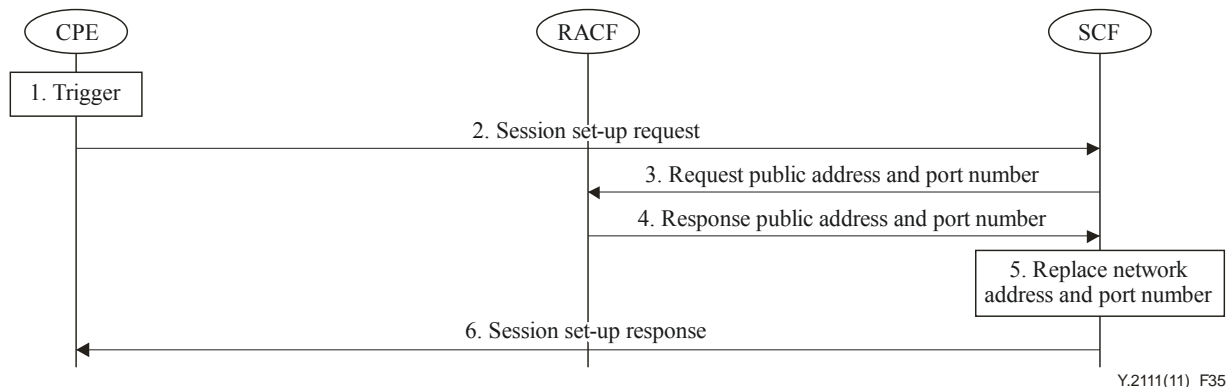 CPE
RACF
SCF
1. Trigger
2. Session set-up request
3. Request public address and port number
4. Response public address and port number
5. Replace network
address and port number
6. Session set-up response
Y.2111(11)_F35